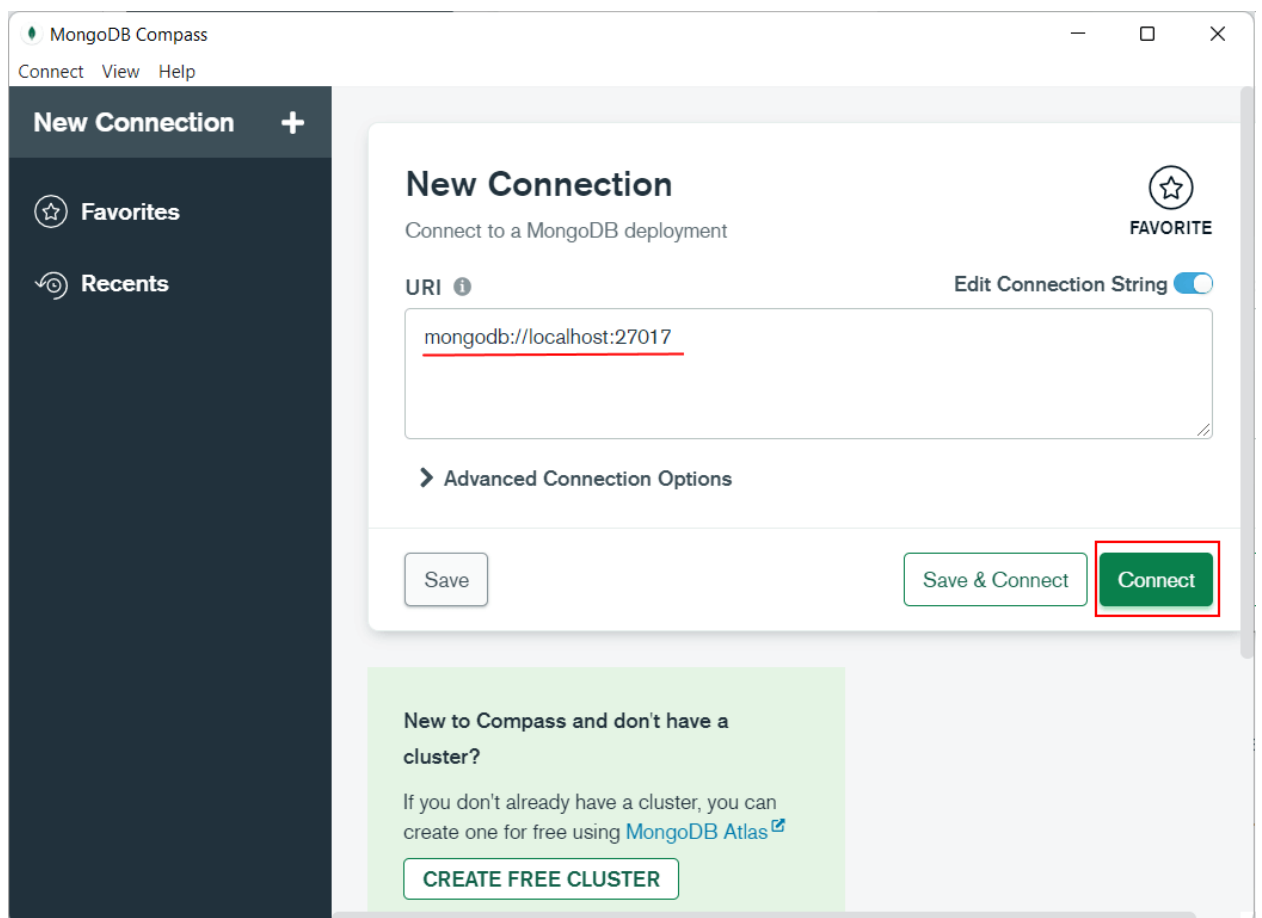 MongoDB Compass
Connect View Help
New Connection +
Favorites
Recents
New Connection
Connect to a MongoDB deployment
FAVORITE
URI
Edit Connection String
mongodb://localhost:27017
Advanced Connection Options
Save
Save & Connect
Connect
New to Compass and don't have a
cluster?
If you don't already have a cluster, you can
create one for free using MongoDB Atlas
CREATE FREE CLUSTER